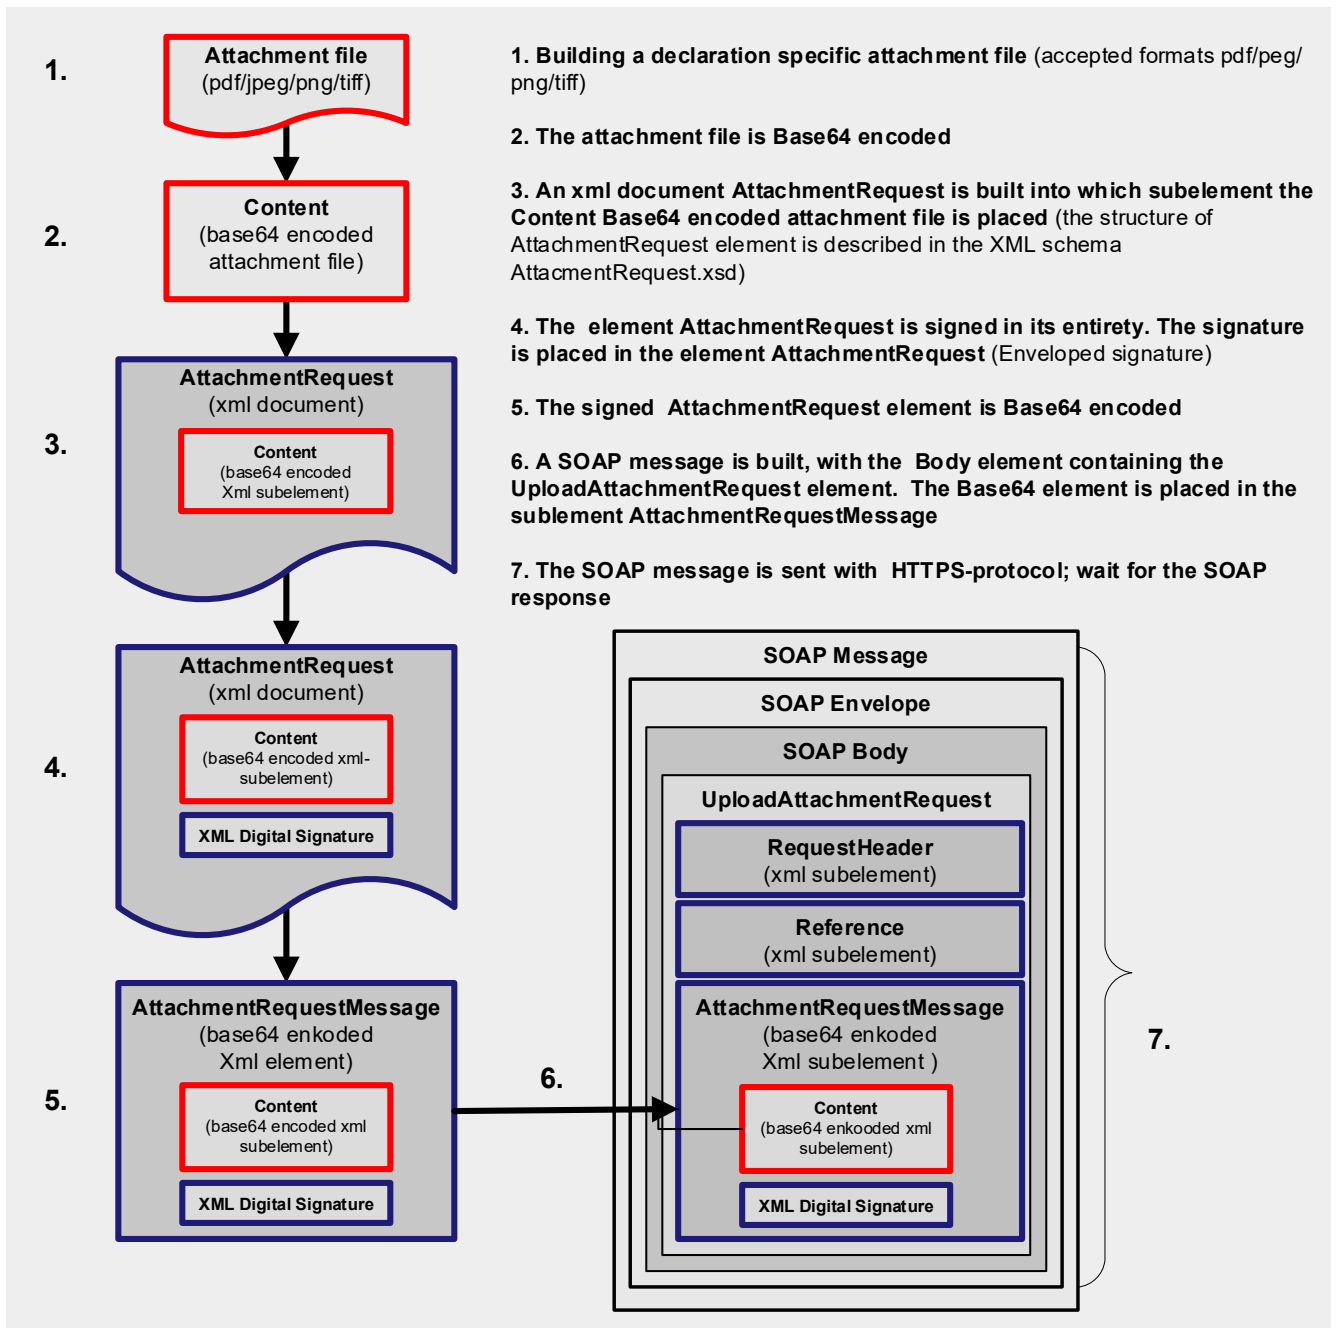 1.
Attachment file
(pdf/jpeg/png/tiff)
2.
Content
(base64 encoded
attachment file)
3.
AttachmentRequest
(xml document)
Content
(base64 encoded
Xml subelement)
4.
AttachmentRequest
(xml document)
Content
(base64 encoded xml-
subelement)
XML Digital Signature
5.
AttachmentRequestMessage
(base64 enkoded
Xml element)
Content
(base64 encoded xml
subelement)
XML Digital Signature
1. Building a declaration specific attachment file (accepted formats pdf/peg/
png/tiff)
2. The attachment file is Base64 encoded
3. An xml document AttachmentRequest is built into which subelement the
Content Base64 encoded attachment file is placed (the structure of
AttachmentRequest element is described in the XML schema
AttacmentRequest.xsd)
4. The  element AttachmentRequest is signed in its entirety. The signature
is placed in the element AttachmentRequest (Enveloped signature)
5. The signed  AttachmentRequest element is Base64 encoded
6. A SOAP message is built, with the  Body element containing the
UploadAttachmentRequest element.  The Base64 element is placed in the
sublement AttachmentRequestMessage
7. The SOAP message is sent with  HTTPS-protocol; wait for the SOAP
response
6.
SOAP Message
SOAP Envelope
SOAP Body
UploadAttachmentRequest
RequestHeader
(xml subelement)
Reference
(xml subelement)
AttachmentRequestMessage
(base64 enkoded
Xml subelement )
Content
(base64 enkooded xml
subelement)
XML Digital Signature
7.